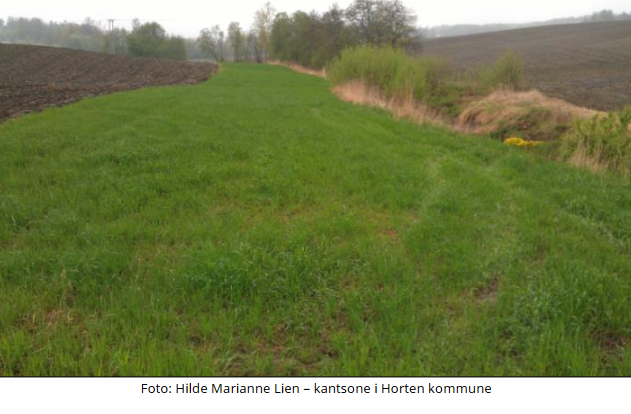 Foto: Hilde Marianne Lien – kantsone i Horten kommune